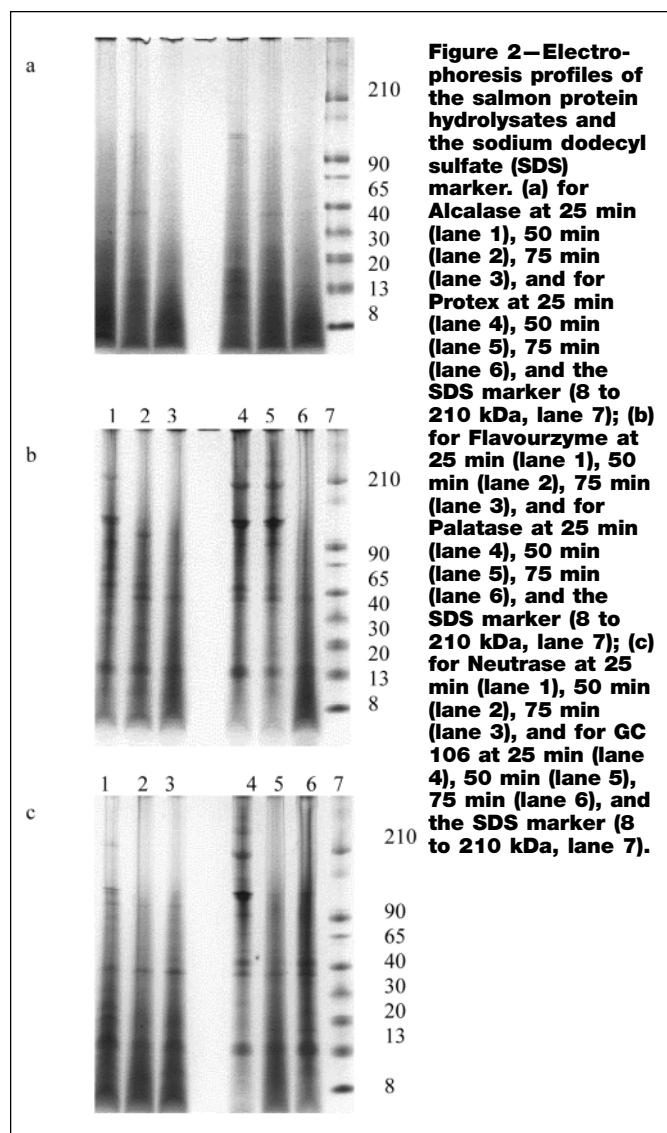 a
210
90
65
40
30
20
13
8
1 2 3 4 5 6 7
b
210
90
65
40
30
20
13
8
1 2 3 4 5 6 7
c
210
90
65
40
30
20
13
8
Figure 2—Electro-
phoresis profiles of
the salmon protein
hydrolysates and
the sodium dodecyl
sulfate (SDS)
marker. (a) for
Alcalase at 25 min
(lane 1), 50 min
(lane 2), 75 min
(lane 3), and for
Protex at 25 min
(lane 4), 50 min
(lane 5), 75 min
(lane 6), and the
SDS marker (8 to
210 kDa, lane 7); (b)
for Flavourzyme at
25 min (lane 1), 50
min (lane 2), 75 min
(lane 3), and for
Palatase at 25 min
(lane 4), 50 min
(lane 5), 75 min
(lane 6), and the
SDS marker (8 to
210 kDa, lane 7); (c)
for Neutrase at 25
min (lane 1), 50 min
(lane 2), 75 min
(lane 3), and for GC
106 at 25 min (lane
4), 50 min (lane 5),
75 min (lane 6), and
the SDS marker (8
to 210 kDa, lane 7).